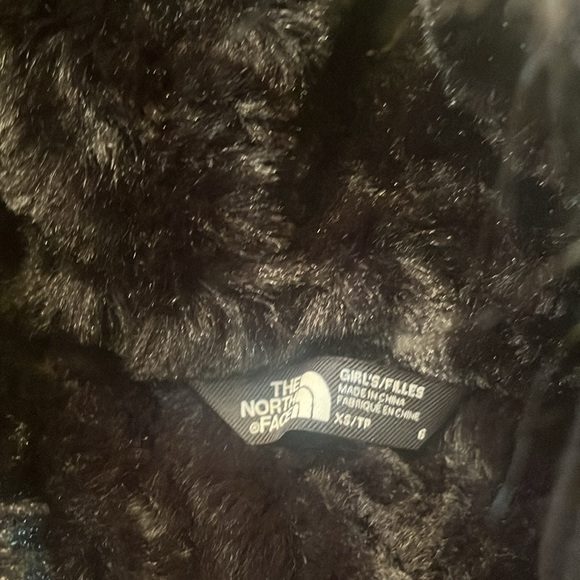 THE
NORTH
FACE
GIRL'S/FILLES
MADE IN CHINA
FABRIQUÉ EN CHINE
XS/TP
6